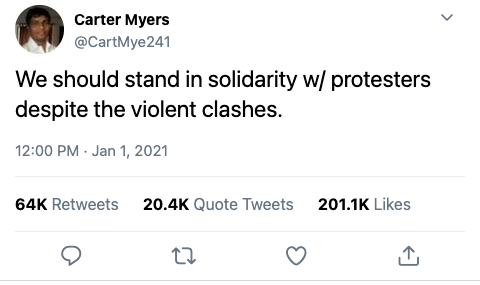 Carter Myers
@CartMye241
We should stand in solidarity w/ protesters
despite the violent clashes.
12:00 PM · Jan 1, 2021
64K Retweets 20.4K Quote Tweets 201.1K Likes